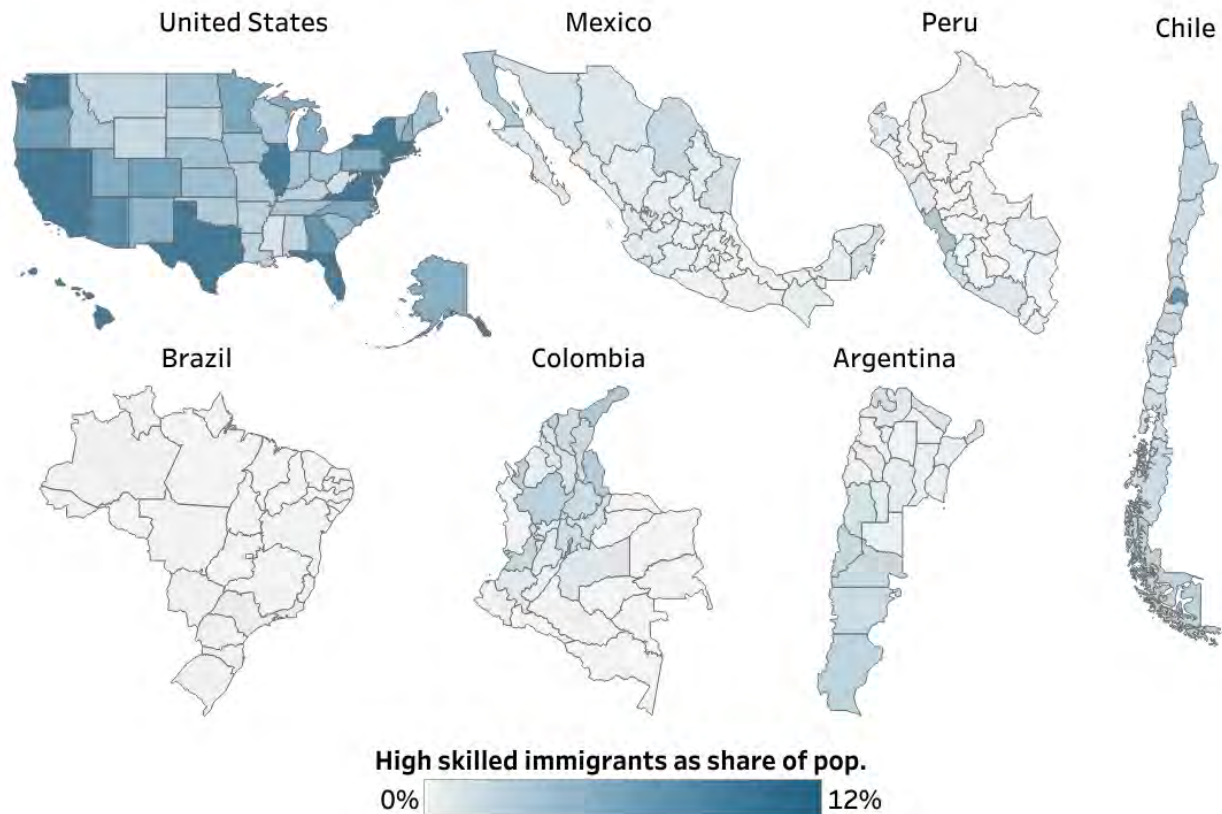 United States
Mexico
Peru
Chile
Brazil
Colombia
Argentina
High skilled immigrants as share of pop.
0%
12%